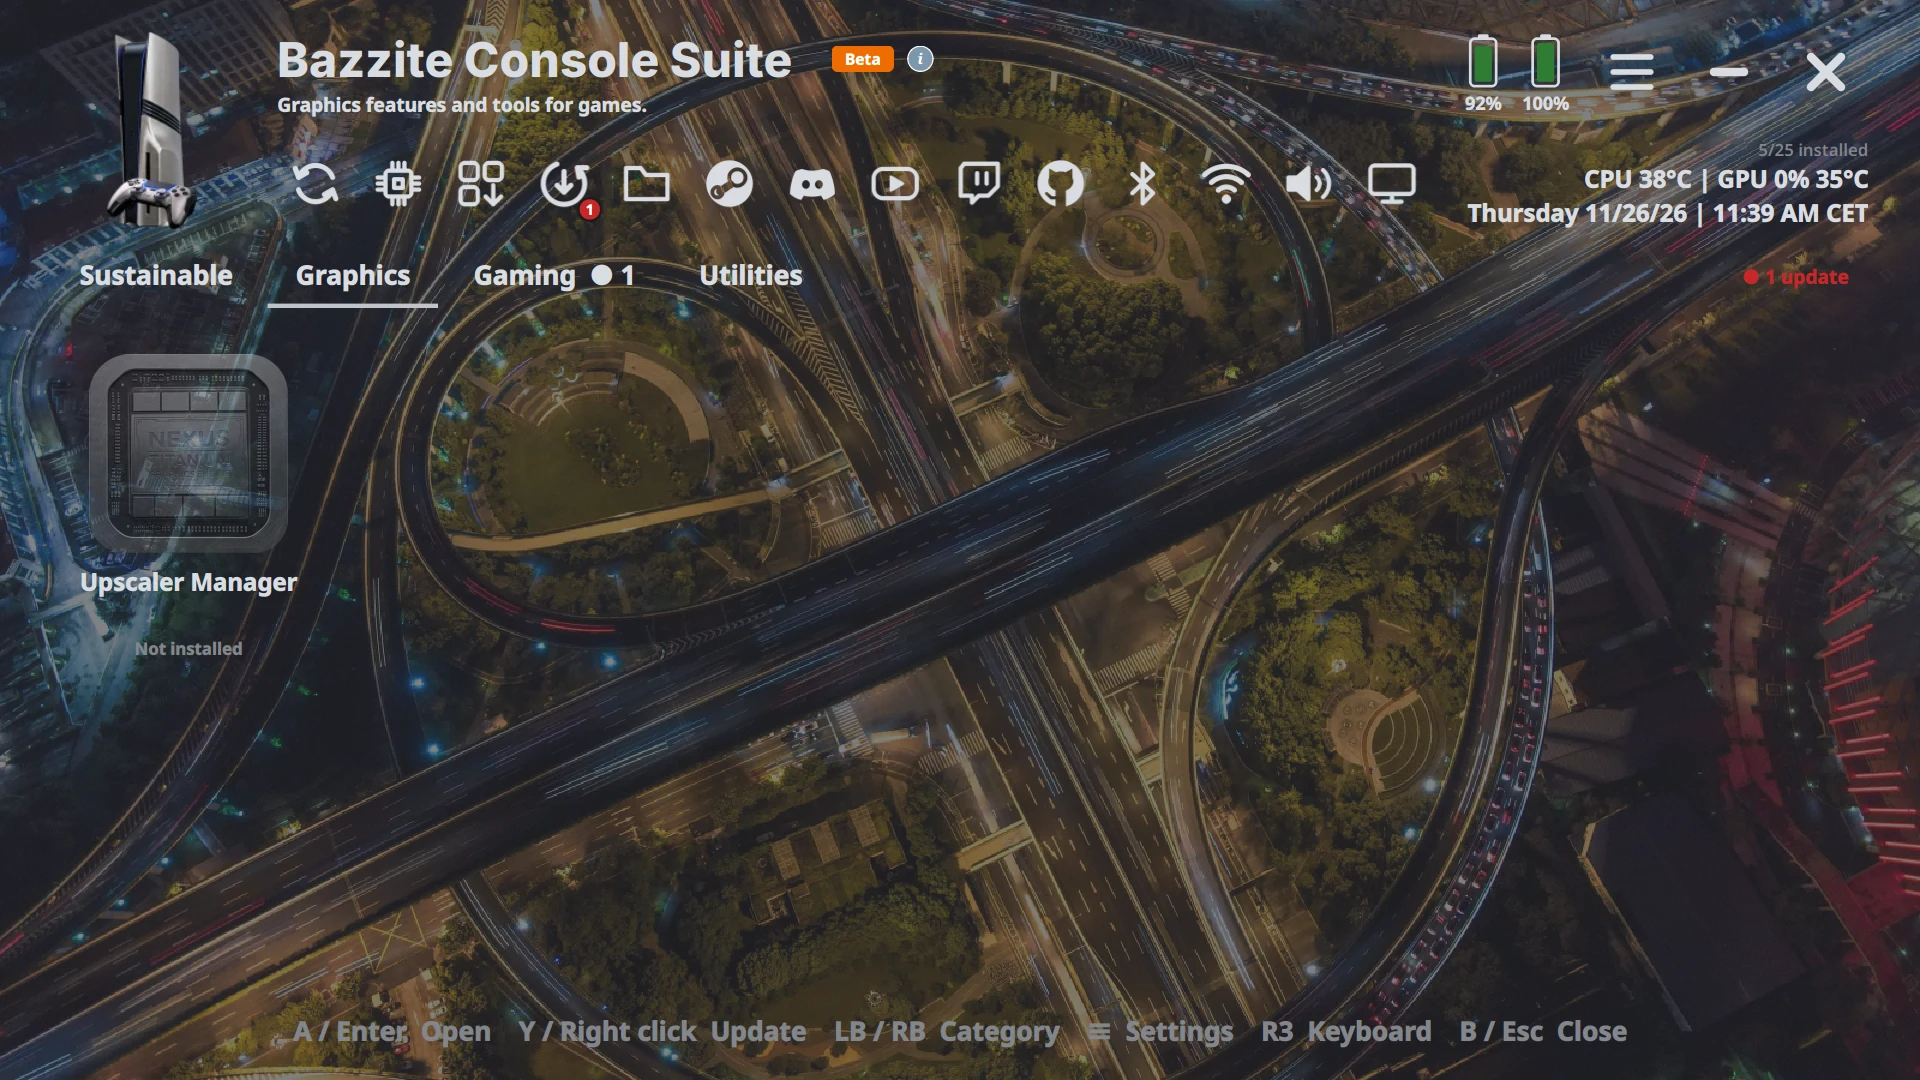 Bazzite Console Suite
Beta
i
Graphics features and tools for games.
92%
100%
1
5/25 installed
CPU 38°C | GPU 0% 35°C
Thursday 11/26/26 | 11:39 AM CET
Sustainable
Graphics
Gaming ● 1
Utilities
● 1 update
NEXUS
TITAN
Upscaler Manager
Not installed
A / Enter Open Y / Right click Update LB / RB Category ≡ Settings R3 Keyboard B / Esc Close